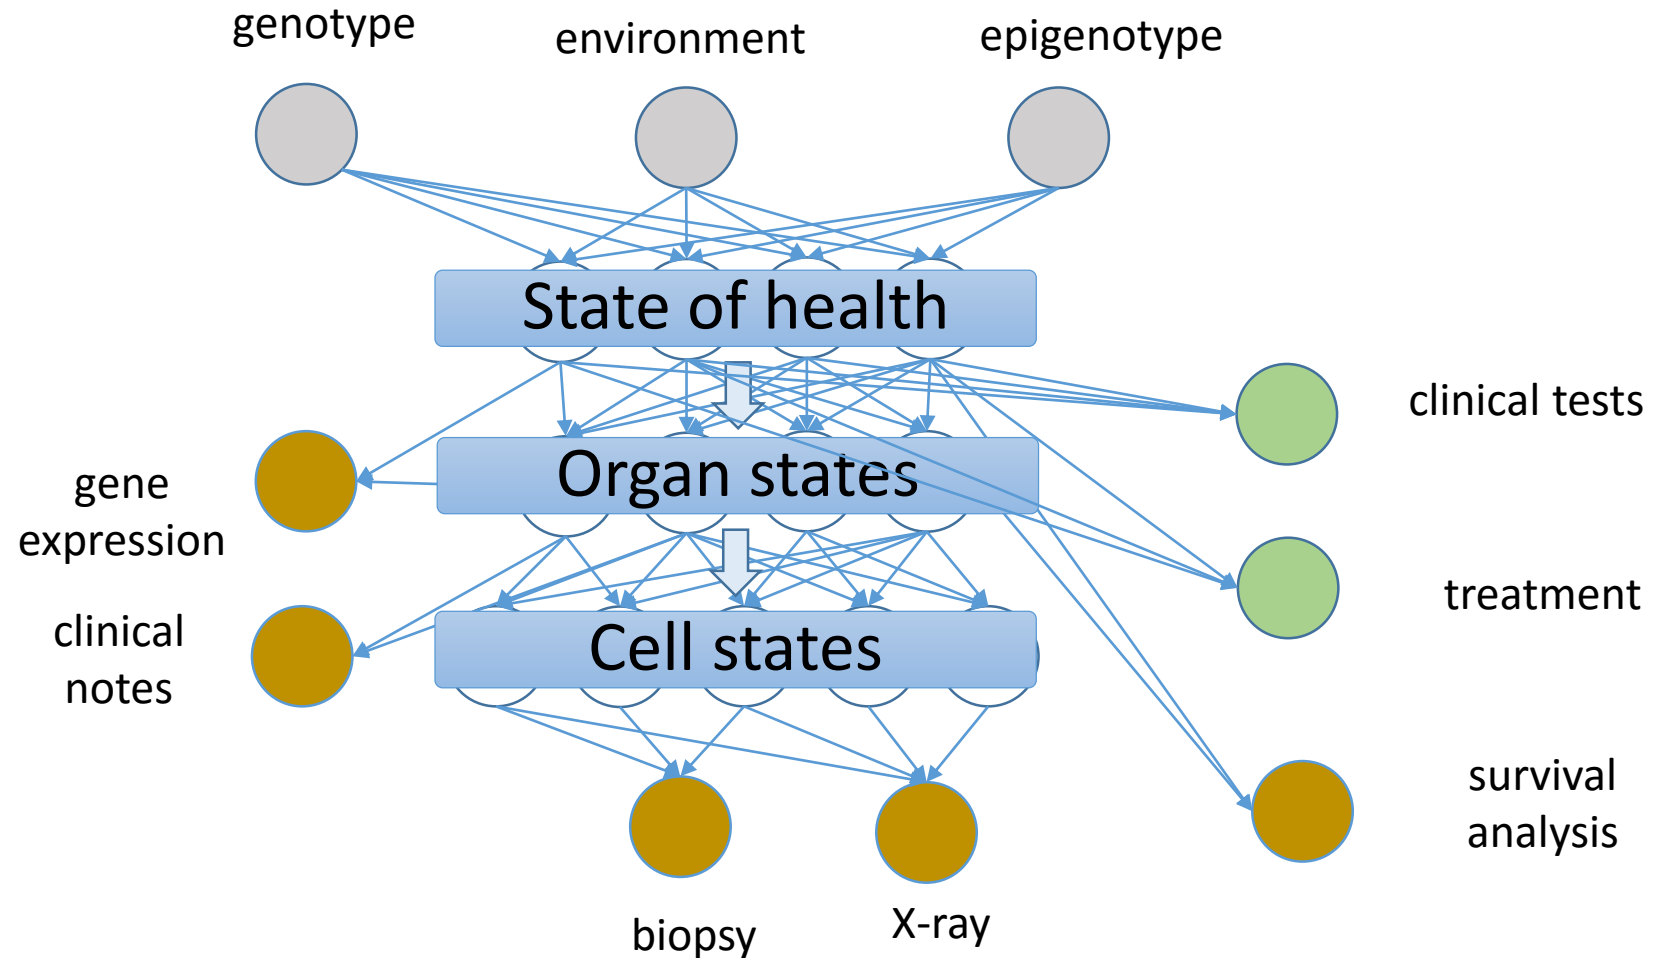 genotype
environment
epigenotype
State of health
clinical tests
Organ states
gene
expression
treatment
clinical
notes
Cell states
survival
analysis
biopsy
X-ray